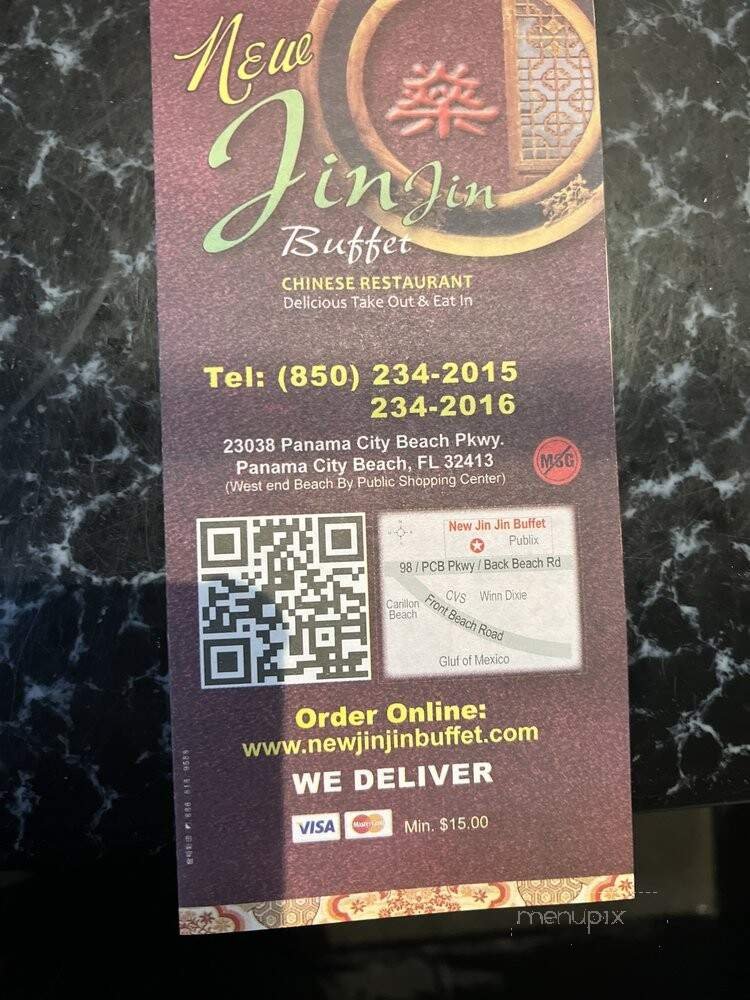 New
燊
Jin Jin
Buffet
CHINESE RESTAURANT
Delicious Take Out & Eat In
Tel: (850) 234-2015
234-2016
23038 Panama City Beach Pkwy.
Panama City Beach, FL 32413
(West end Beach By Public Shopping Center)
MSG
N
New Jin Jin Buffet
Publix
98 / PCB Pkwy / Back Beach Rd
CVS Winn Dixie
Carillon
Beach
Front Beach Road
Gluf of Mexico
Order Online:
www.newjinjinbuffet.com
WE DELIVER
VISA MasterCard Min. $15.00
menupix